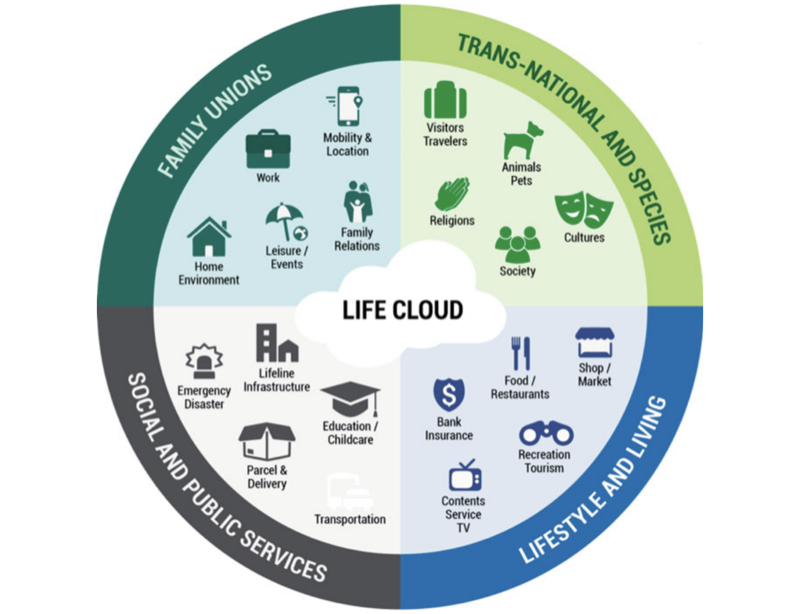 FAMILY UNIONS
Mobility &
Location
Work
Family
Relations
Leisure /
Events
Home
Environment
TRANS-NATIONAL AND SPECIES
Visitors
Travelers
Animals
Pets
Religions
Cultures
Society
LIFE CLOUD
SOCIAL AND PUBLIC SERVICES
Emergency
Disaster
Lifeline
Infrastructure
Education /
Childcare
Parcel &
Delivery
Transportation
LIFESTYLE AND LIVING
Shop /
Market
Food /
Restaurants
$
Bank
Insurance
Recreation
Tourism
Contents
Service
TV